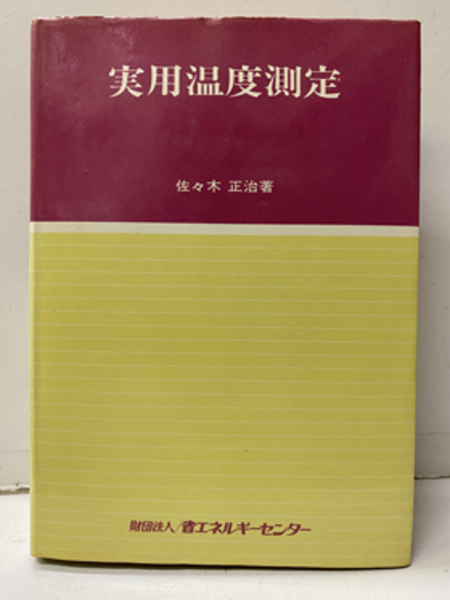 実用温度測定
佐々木 正治著
財団法人/省エネルギーセンター